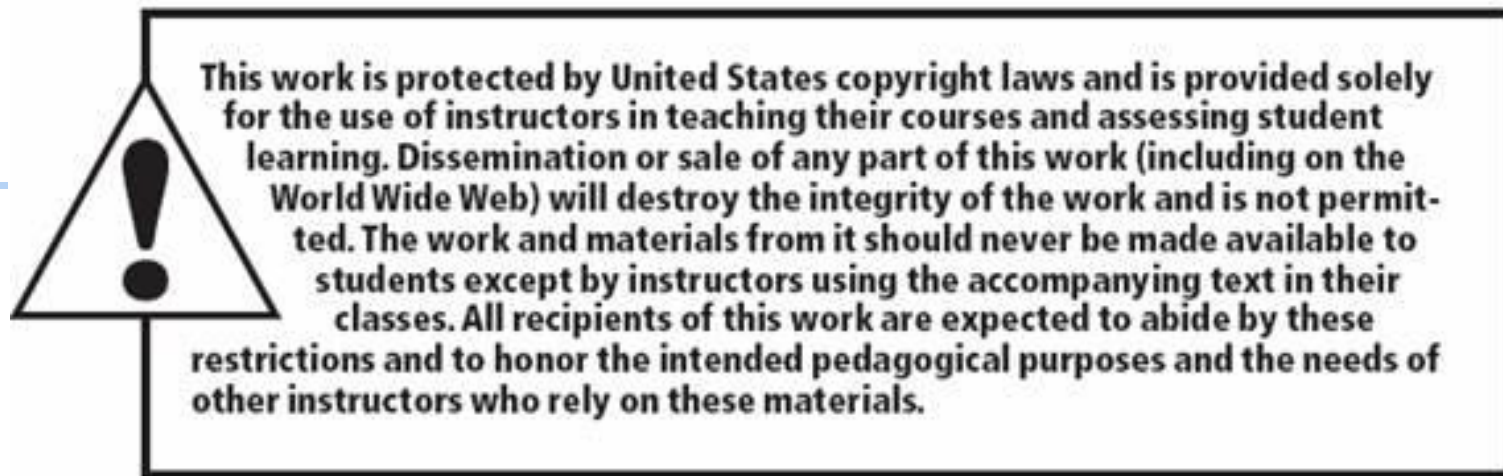 This work is protected by United States copyright laws and is provided solely
for the use of instructors in teaching their courses and assessing student
learning. Dissemination or sale of any part of this work (including on the
World Wide Web) will destroy the integrity of the work and is not permit-
ted. The work and materials from it should never be made available to
students except by instructors using the accompanying text in their
classes. All recipients of this work are expected to abide by these
restrictions and to honor the intended pedagogical purposes and the needs of
other instructors who rely on these materials.